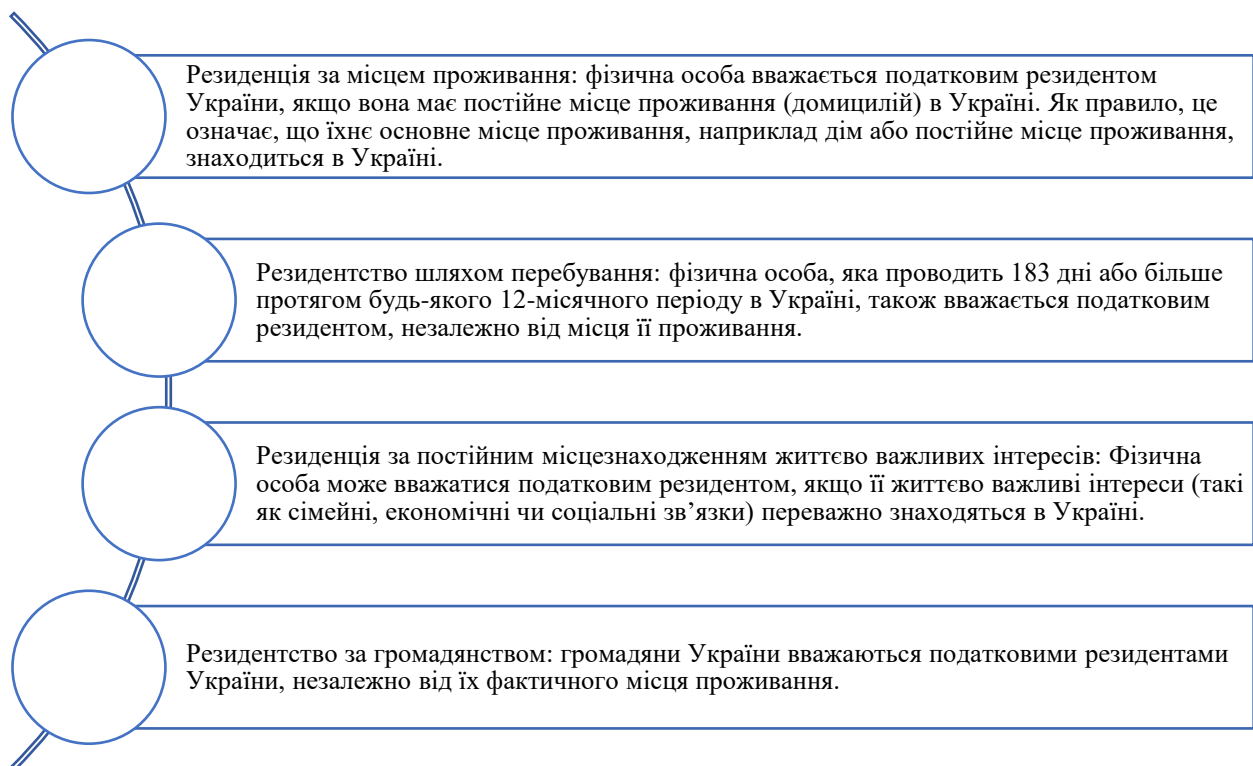 Резиденція за місцем проживання: фізична особа вважається податковим резидентом
України, якщо вона має постійне місце проживання (домицілій) в Україні. Як правило, це
означає, що їхнє основне місце проживання, наприклад дім або постійне місце проживання,
знаходиться в Україні.
Резидентство шляхом перебування: фізична особа, яка проводить 183 дні або більше
протягом будь-якого 12-місячного періоду в Україні, також вважається податковим
резидентом, незалежно від місця її проживання.
Резиденція за постійним місцезнаходженням життєво важливих інтересів: Фізична
особа може вважатися податковим резидентом, якщо її життєво важливі інтереси (такі
як сімейні, економічні чи соціальні зв’язки) переважно знаходяться в Україні.
Резидентство за громадянством: громадяни України вважаються податковими резидентами
України, незалежно від їх фактичного місця проживання.